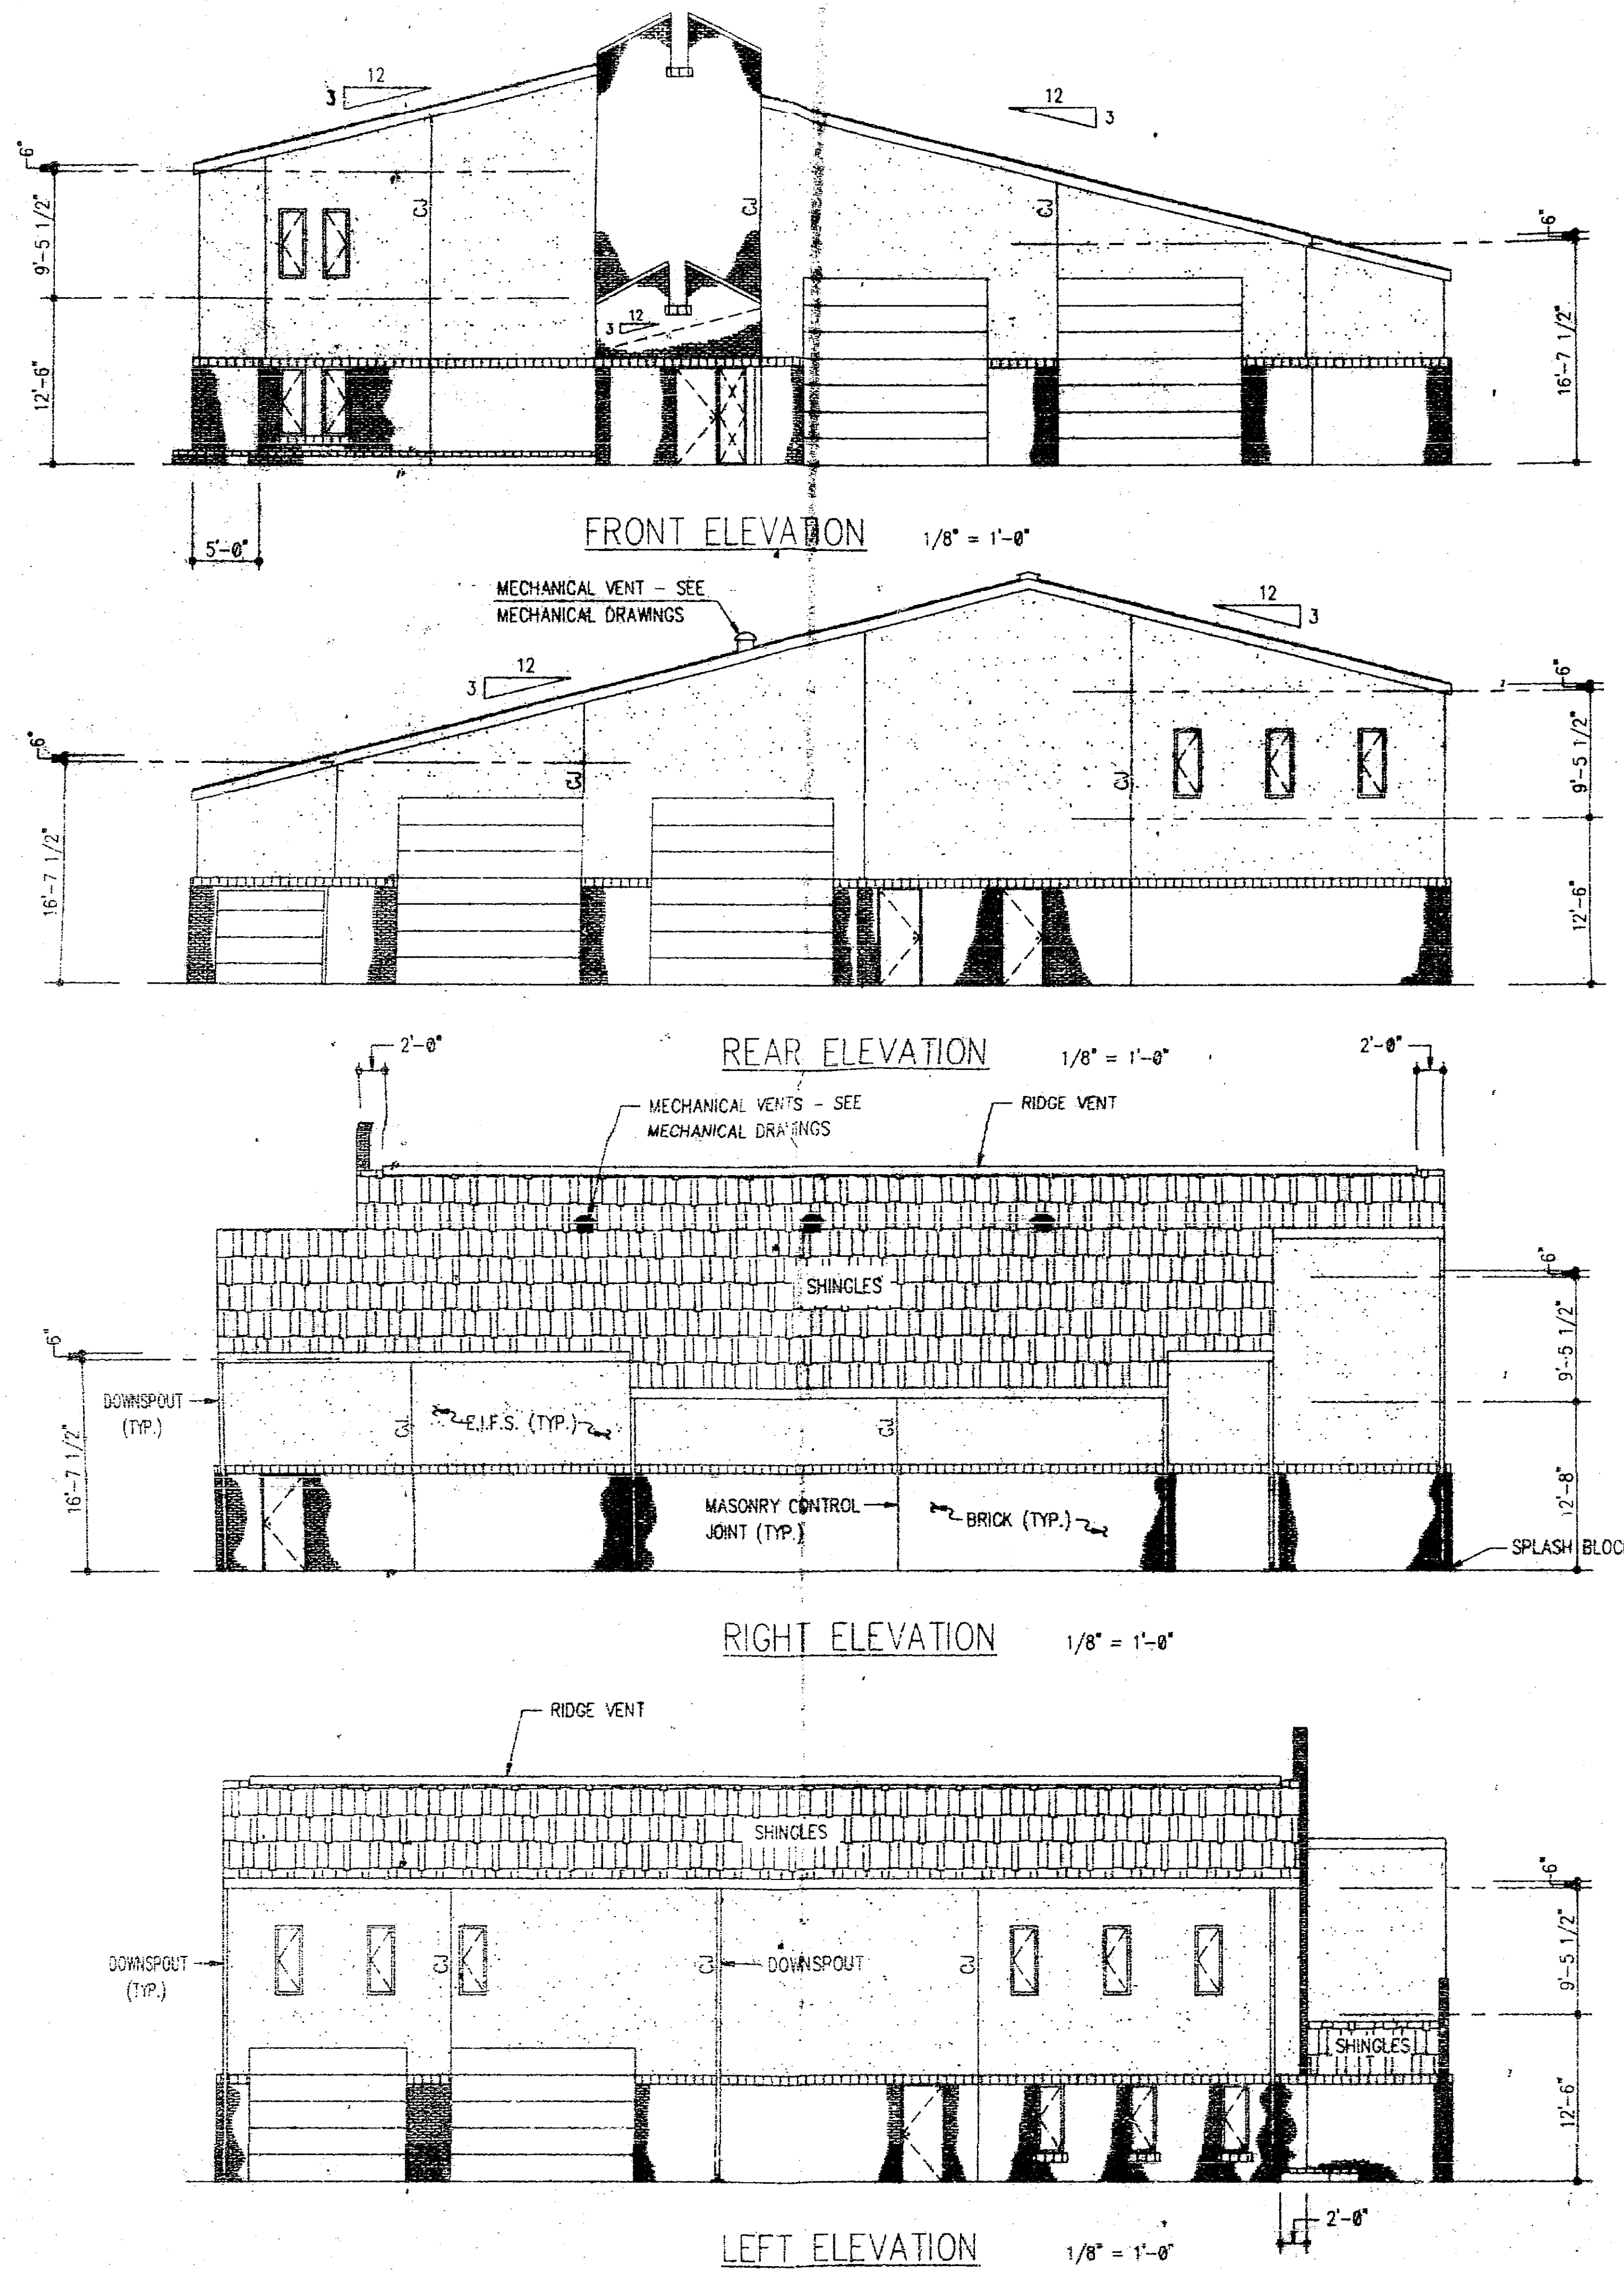 12
3
12
3
6"
9'-5 1/2"
12'-6"
CJ
CJ
CJ
6"
16'-7 1/2"
12
3
5'-0"
FRONT ELEVATION 1/8" = 1'-0"
MECHANICAL VENT - SEE
MECHANICAL DRAWINGS
12
3
12
3
6"
16'-7 1/2"
CJ
CJ
6"
9'-5 1/2"
12'-6"
REAR ELEVATION 1/8" = 1'-0"
2'-0"
2'-0"
MECHANICAL VENTS - SEE
MECHANICAL DRAWINGS
RIDGE VENT
SHINGLES
6"
16'-7 1/2"
DOWNSPOUT
(TYP.)
CJ
E.I.F.S. (TYP.)
CJ
6"
9'-5 1/2"
12'-8"
MASONRY CONTROL
JOINT (TYP.)
BRICK (TYP.)
SPLASH BLOC
RIGHT ELEVATION 1/8" = 1'-0"
RIDGE VENT
SHINGLES
DOWNSPOUT
(TYP.)
CJ
CJ
DOWNSPOUT
CJ
6"
9'-5 1/2"
SHINGLES
12'-6"
2'-0"
LEFT ELEVATION 1/8" = 1'-0"